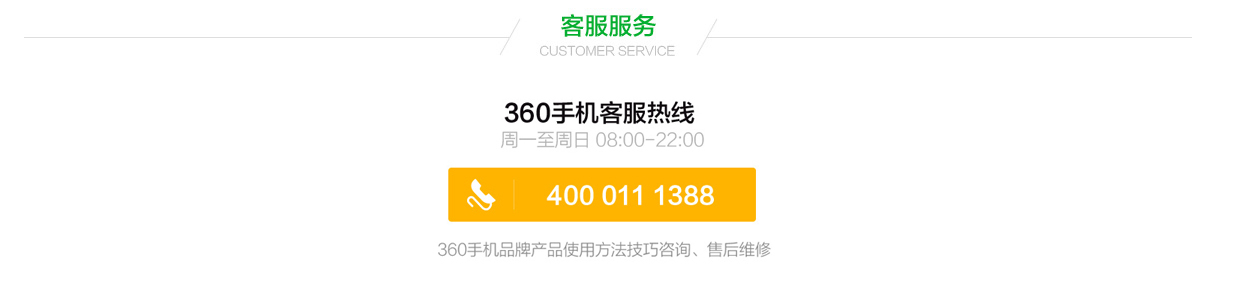 客服服务
CUSTOMER SERVICE
360手机客服热线
周一至周日 08:00-22:00
400 011 1388
360手机品牌产品使用方法技巧咨询、售后维修